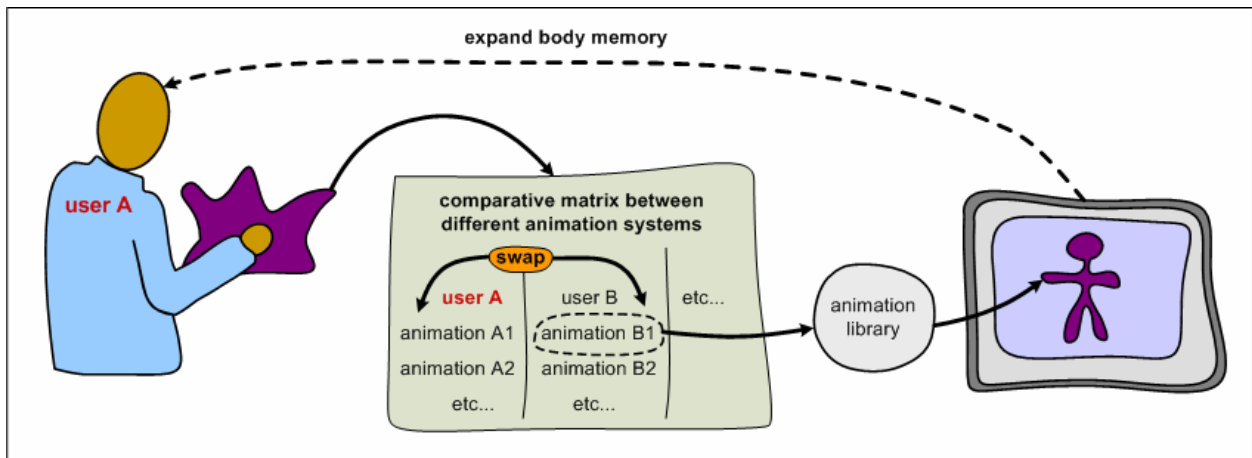 expand body memory
user A
comparative matrix between
different animation systems
swap
user A
user B
etc...
animation A1
animation B1
animation A2
animation B2
etc...
etc...
animation
library